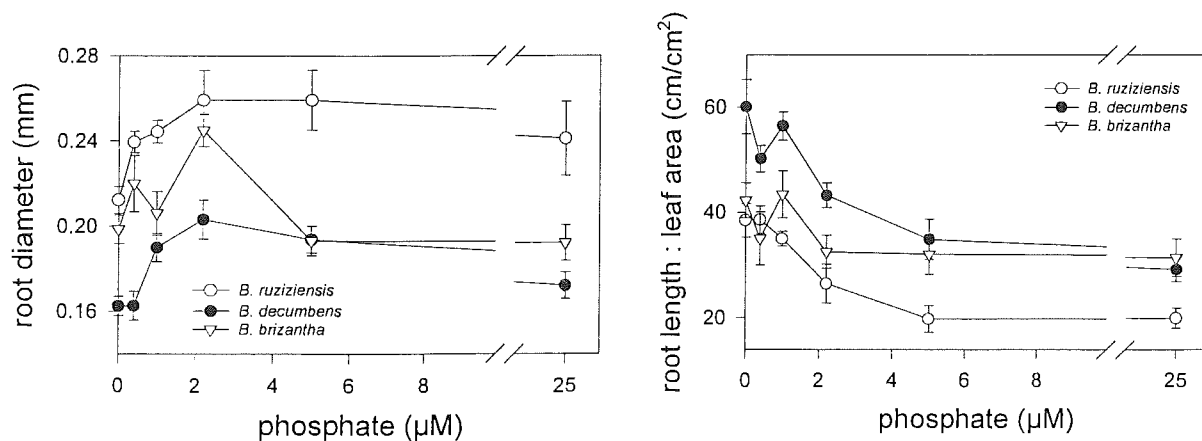 root diameter (mm)
0.28
0.24
0.20
0.16
B. ruziziensis
B. decumbens
B. brizantha
0 2 4 6 8 25
phosphate (µM)
root length : leaf area (cm/cm²)
60
40
20
B. ruziziensis
B. decumbens
B. brizantha
0 2 4 6 8 25
phosphate (µM)